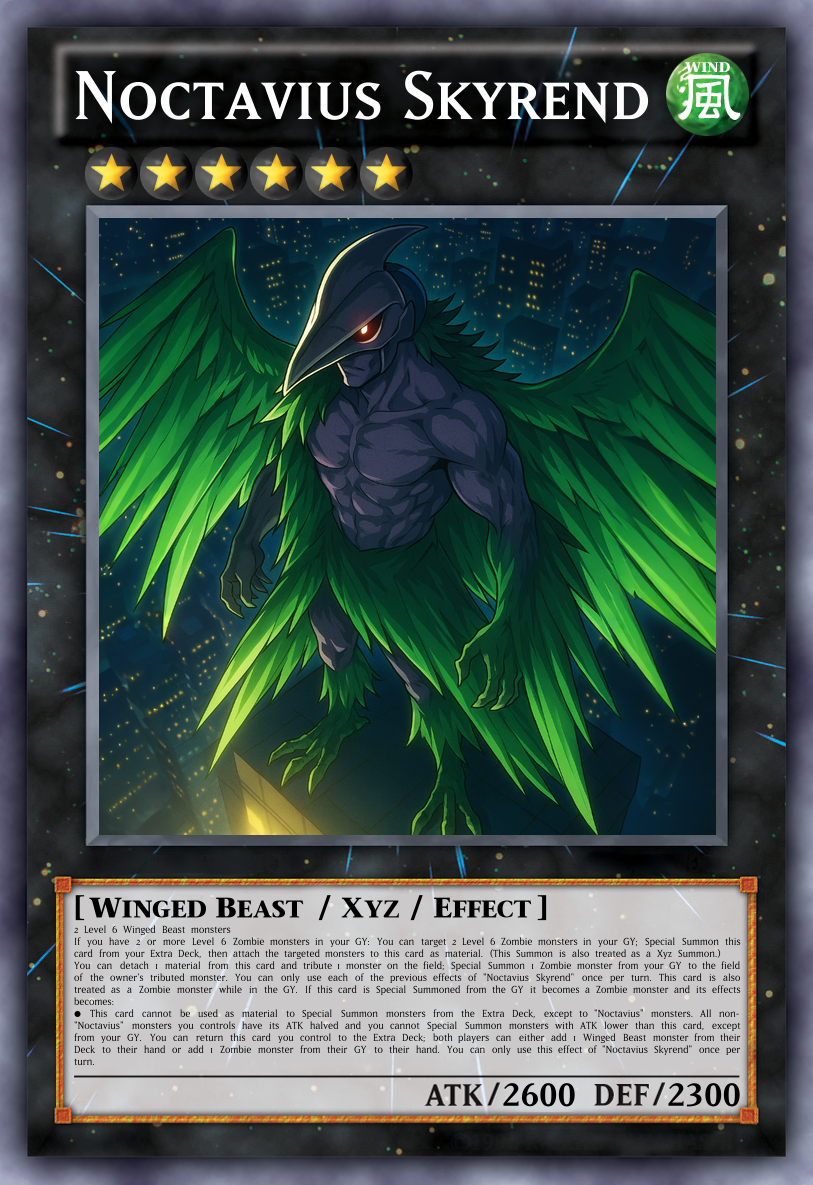 Noctavius Skyrend
WIND
風
[ Winged Beast / Xyz / Effect ]
2 Level 6 Winged Beast monsters
If you have 2 or more Level 6 Zombie monsters in your GY: You can target 2 Level 6 Zombie monsters in your GY; Special Summon this
card from your Extra Deck, then attach the targeted monsters to this card as material. (This Summon is also treated as a Xyz Summon.)
You can detach 1 material from this card and tribute 1 monster on the field; Special Summon 1 Zombie monster from your GY to the field
of the owner's tributed monster. You can only use each of the previous effects of "Noctavius Skyrend" once per turn. This card is also
treated as a Zombie monster while in the GY. If this card is Special Summoned from the GY it becomes a Zombie monster and its effects
becomes:
● This card cannot be used as material to Special Summon monsters from the Extra Deck, except to "Noctavius" monsters. All non-
"Noctavius" monsters you controls have its ATK halved and you cannot Special Summon monsters with ATK lower than this card, except
from your GY. You can return this card you control to the Extra Deck; both players can either add 1 Winged Beast monster from their
Deck to their hand or add 1 Zombie monster from their GY to their hand. You can only use this effect of "Noctavius Skyrend" once per
turn.
ATK/2600 DEF/2300